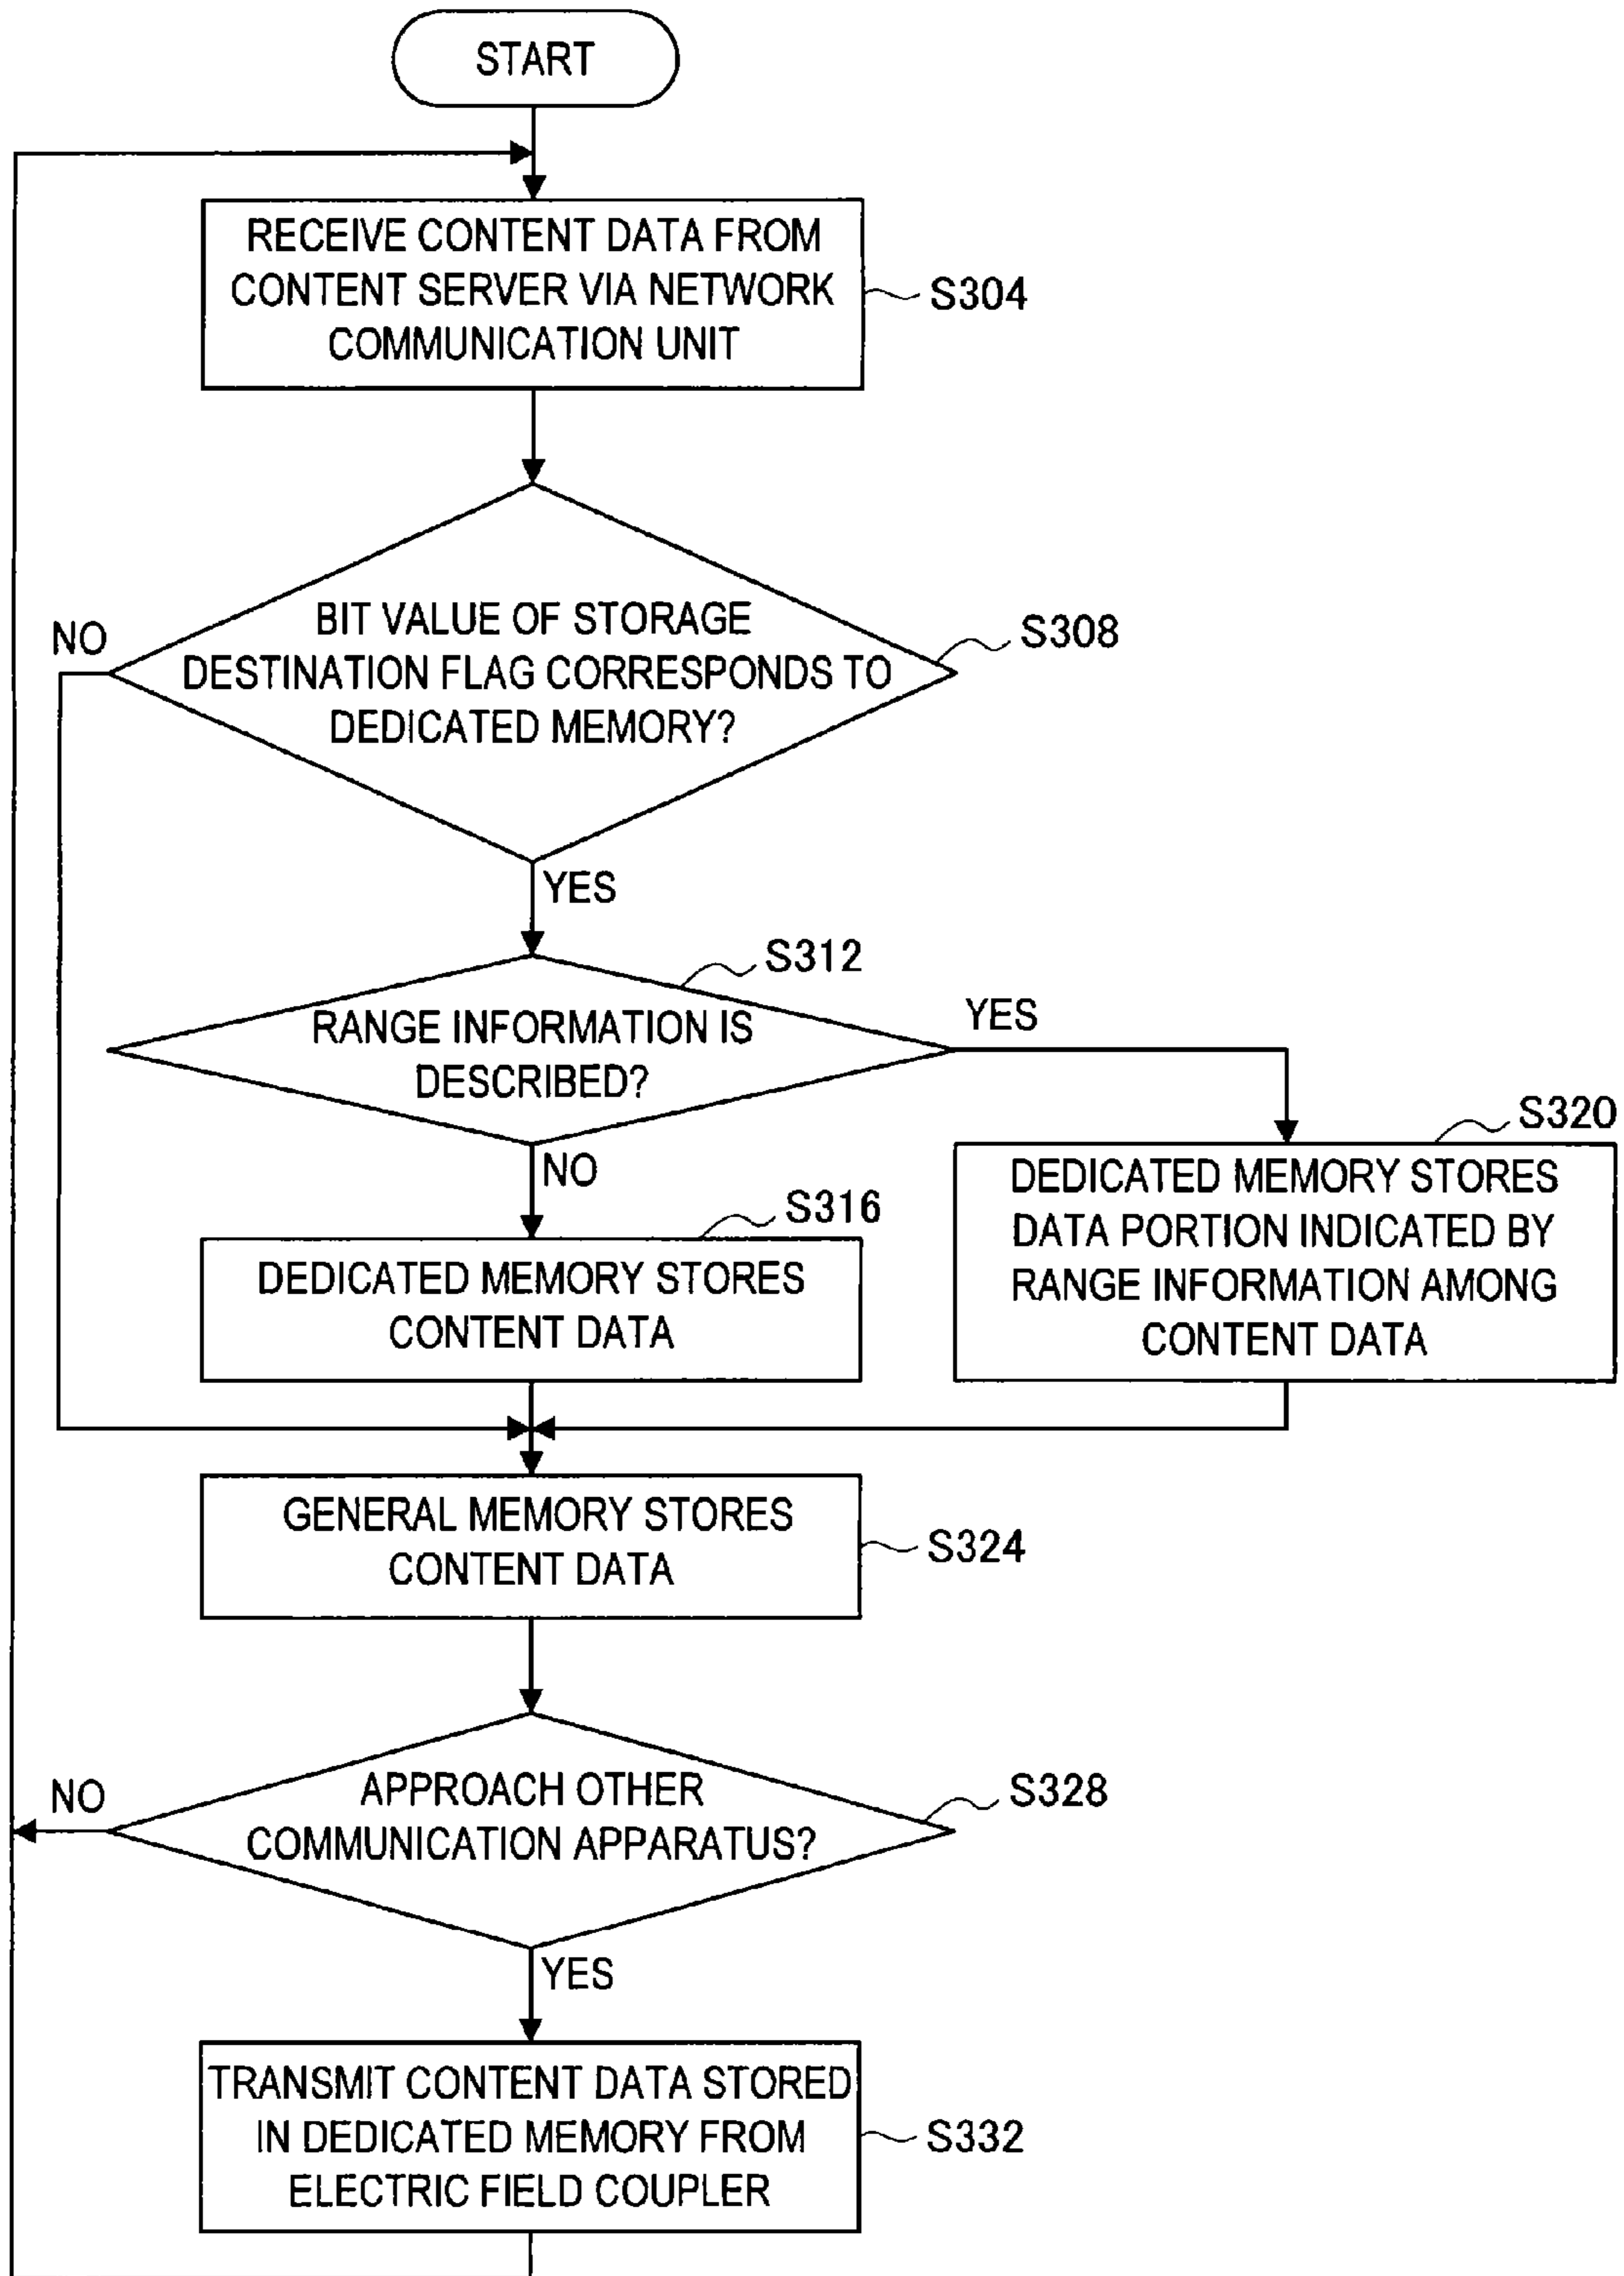 START
RECEIVE CONTENT DATA FROM
CONTENT SERVER VIA NETWORK
COMMUNICATION UNIT
S304
BIT VALUE OF STORAGE
DESTINATION FLAG CORRESPONDS TO
DEDICATED MEMORY?
S308
NO
YES
S312
RANGE INFORMATION IS
DESCRIBED?
YES
NO
S316
DEDICATED MEMORY STORES
CONTENT DATA
S320
DEDICATED MEMORY STORES
DATA PORTION INDICATED BY
RANGE INFORMATION AMONG
CONTENT DATA
GENERAL MEMORY STORES
CONTENT DATA
S324
APPROACH OTHER
COMMUNICATION APPARATUS?
S328
NO
YES
TRANSMIT CONTENT DATA STORED
IN DEDICATED MEMORY FROM
ELECTRIC FIELD COUPLER
S332